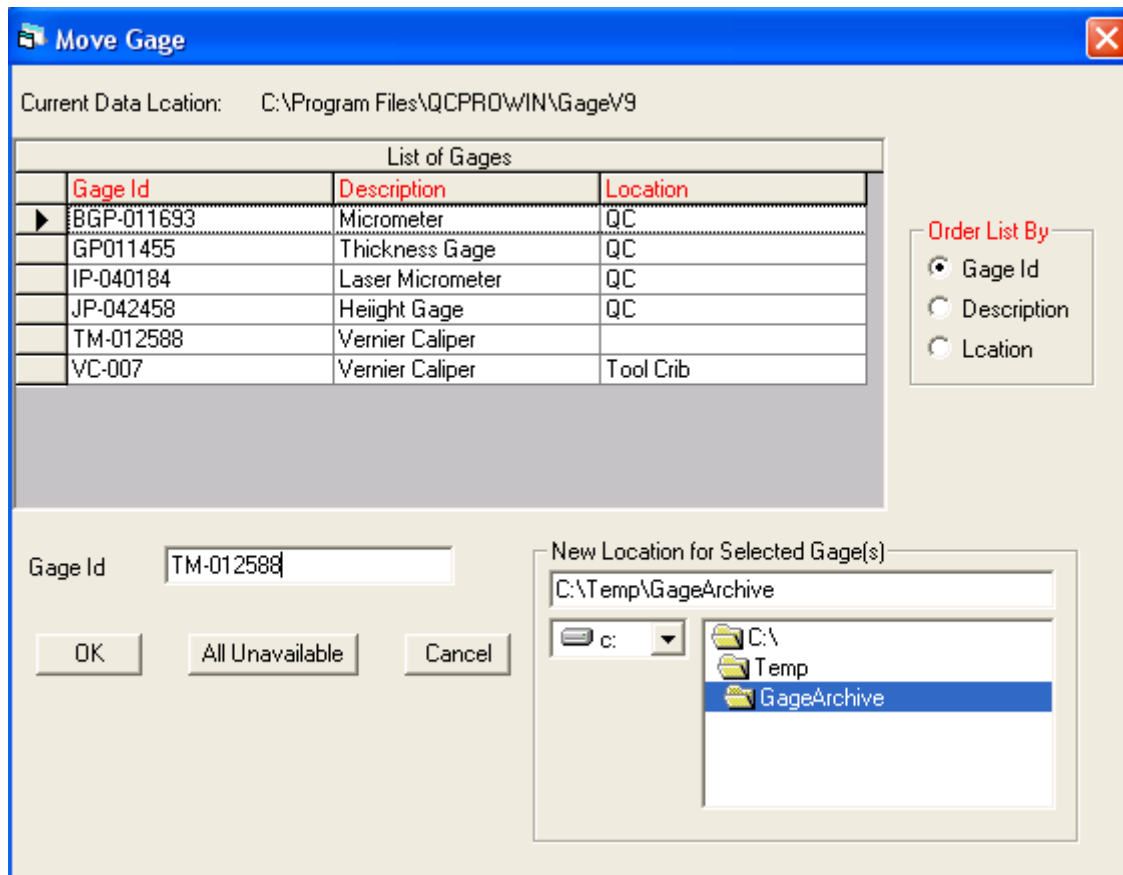 Move Gage
Current Data Lcation: C:\Program Files\QCPROWIN\GageV9
List of Gages
Gage Id Description Location
BGP-011693 Micrometer QC
GP011455 Thickness Gage QC
IP-040184 Laser Micrometer QC
JP-042458 Heiight Gage QC
TM-012588 Vernier Caliper
VC-007 Vernier Caliper Tool Crib
Order List By
Gage Id
Description
Lcation
Gage Id TM-012588
OK All Unavailable Cancel
New Location for Selected Gage(s)
C:\Temp\GageArchive
c:
C:\
Temp
GageArchive